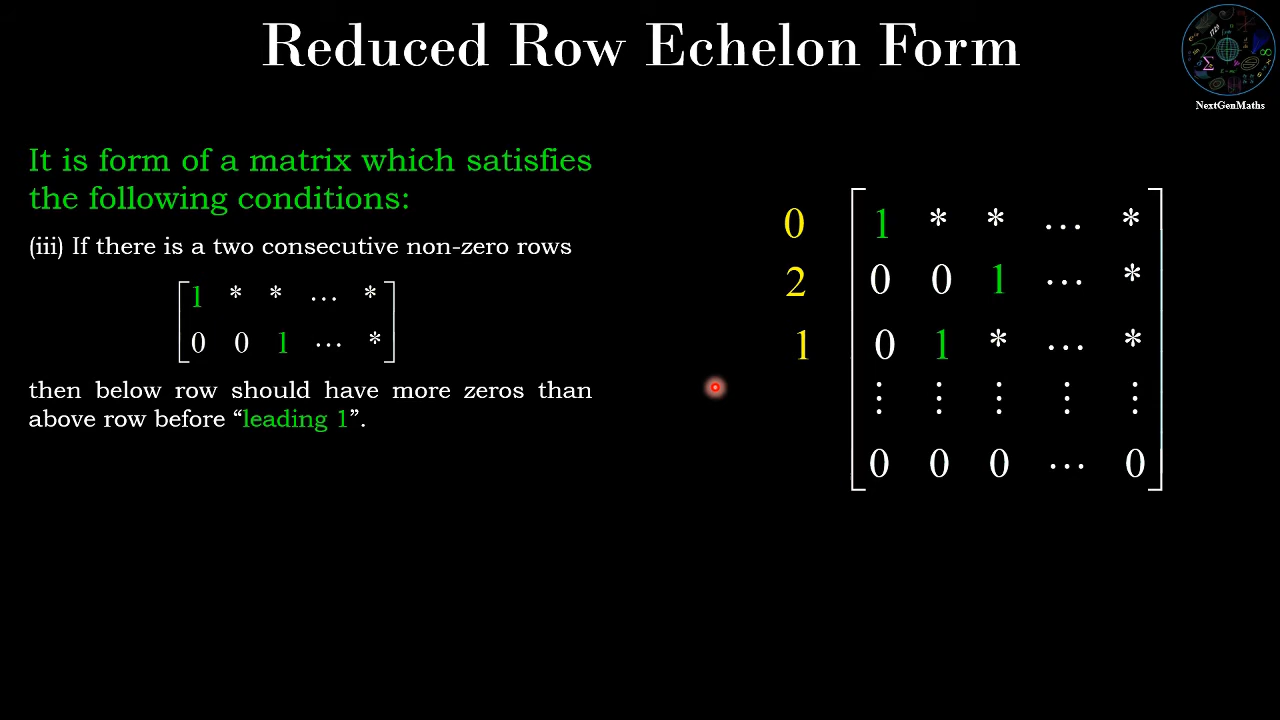 Reduced Row Echelon Form
NextGenMaths
It is form of a matrix which satisfies
the following conditions:
(iii) If there is a two consecutive non-zero rows
1 * * … *
0 0 1 … *
then below row should have more zeros than
above row before “leading 1”.
0 1 * * … *
2 0 0 1 … *
1 0 1 * … *
⋮ ⋮ ⋮ ⋮ ⋮
0 0 0 … 0